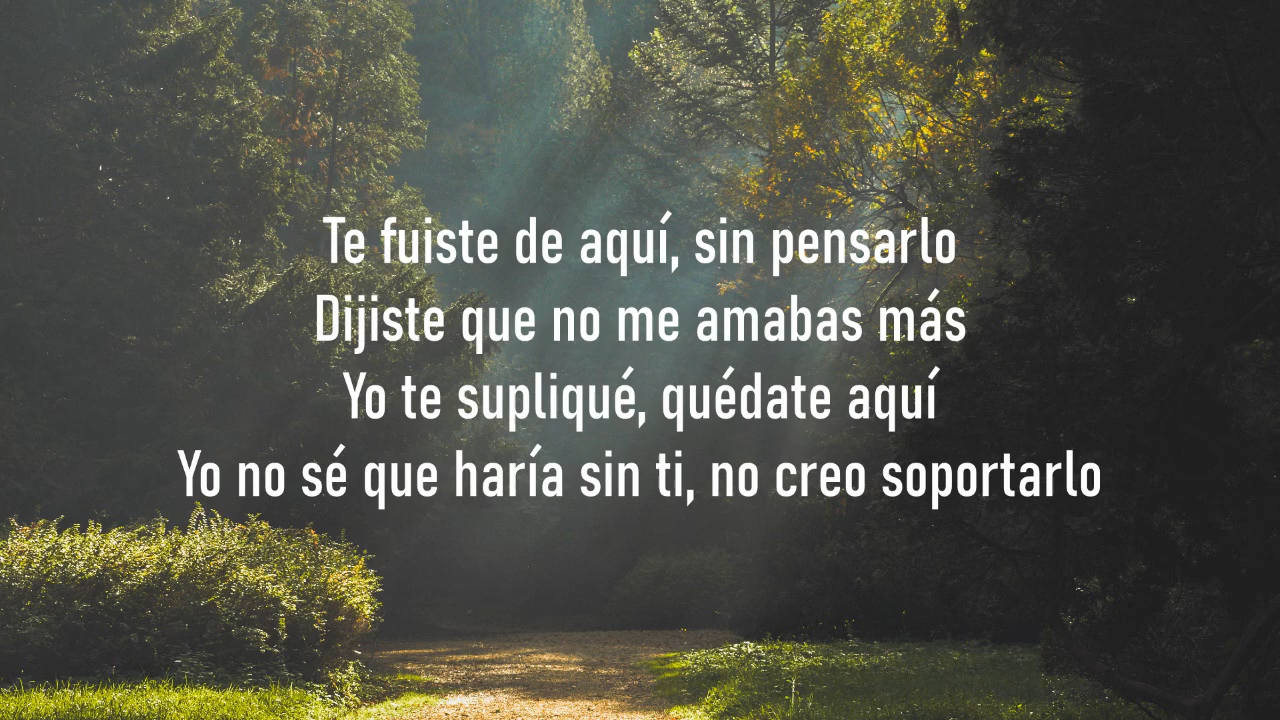 Te fuiste de aquí, sin pensarlo
Dijiste que no me amabas más
Yo te supliqué, quédate aquí
Yo no sé que haría sin ti, no creo soportarlo